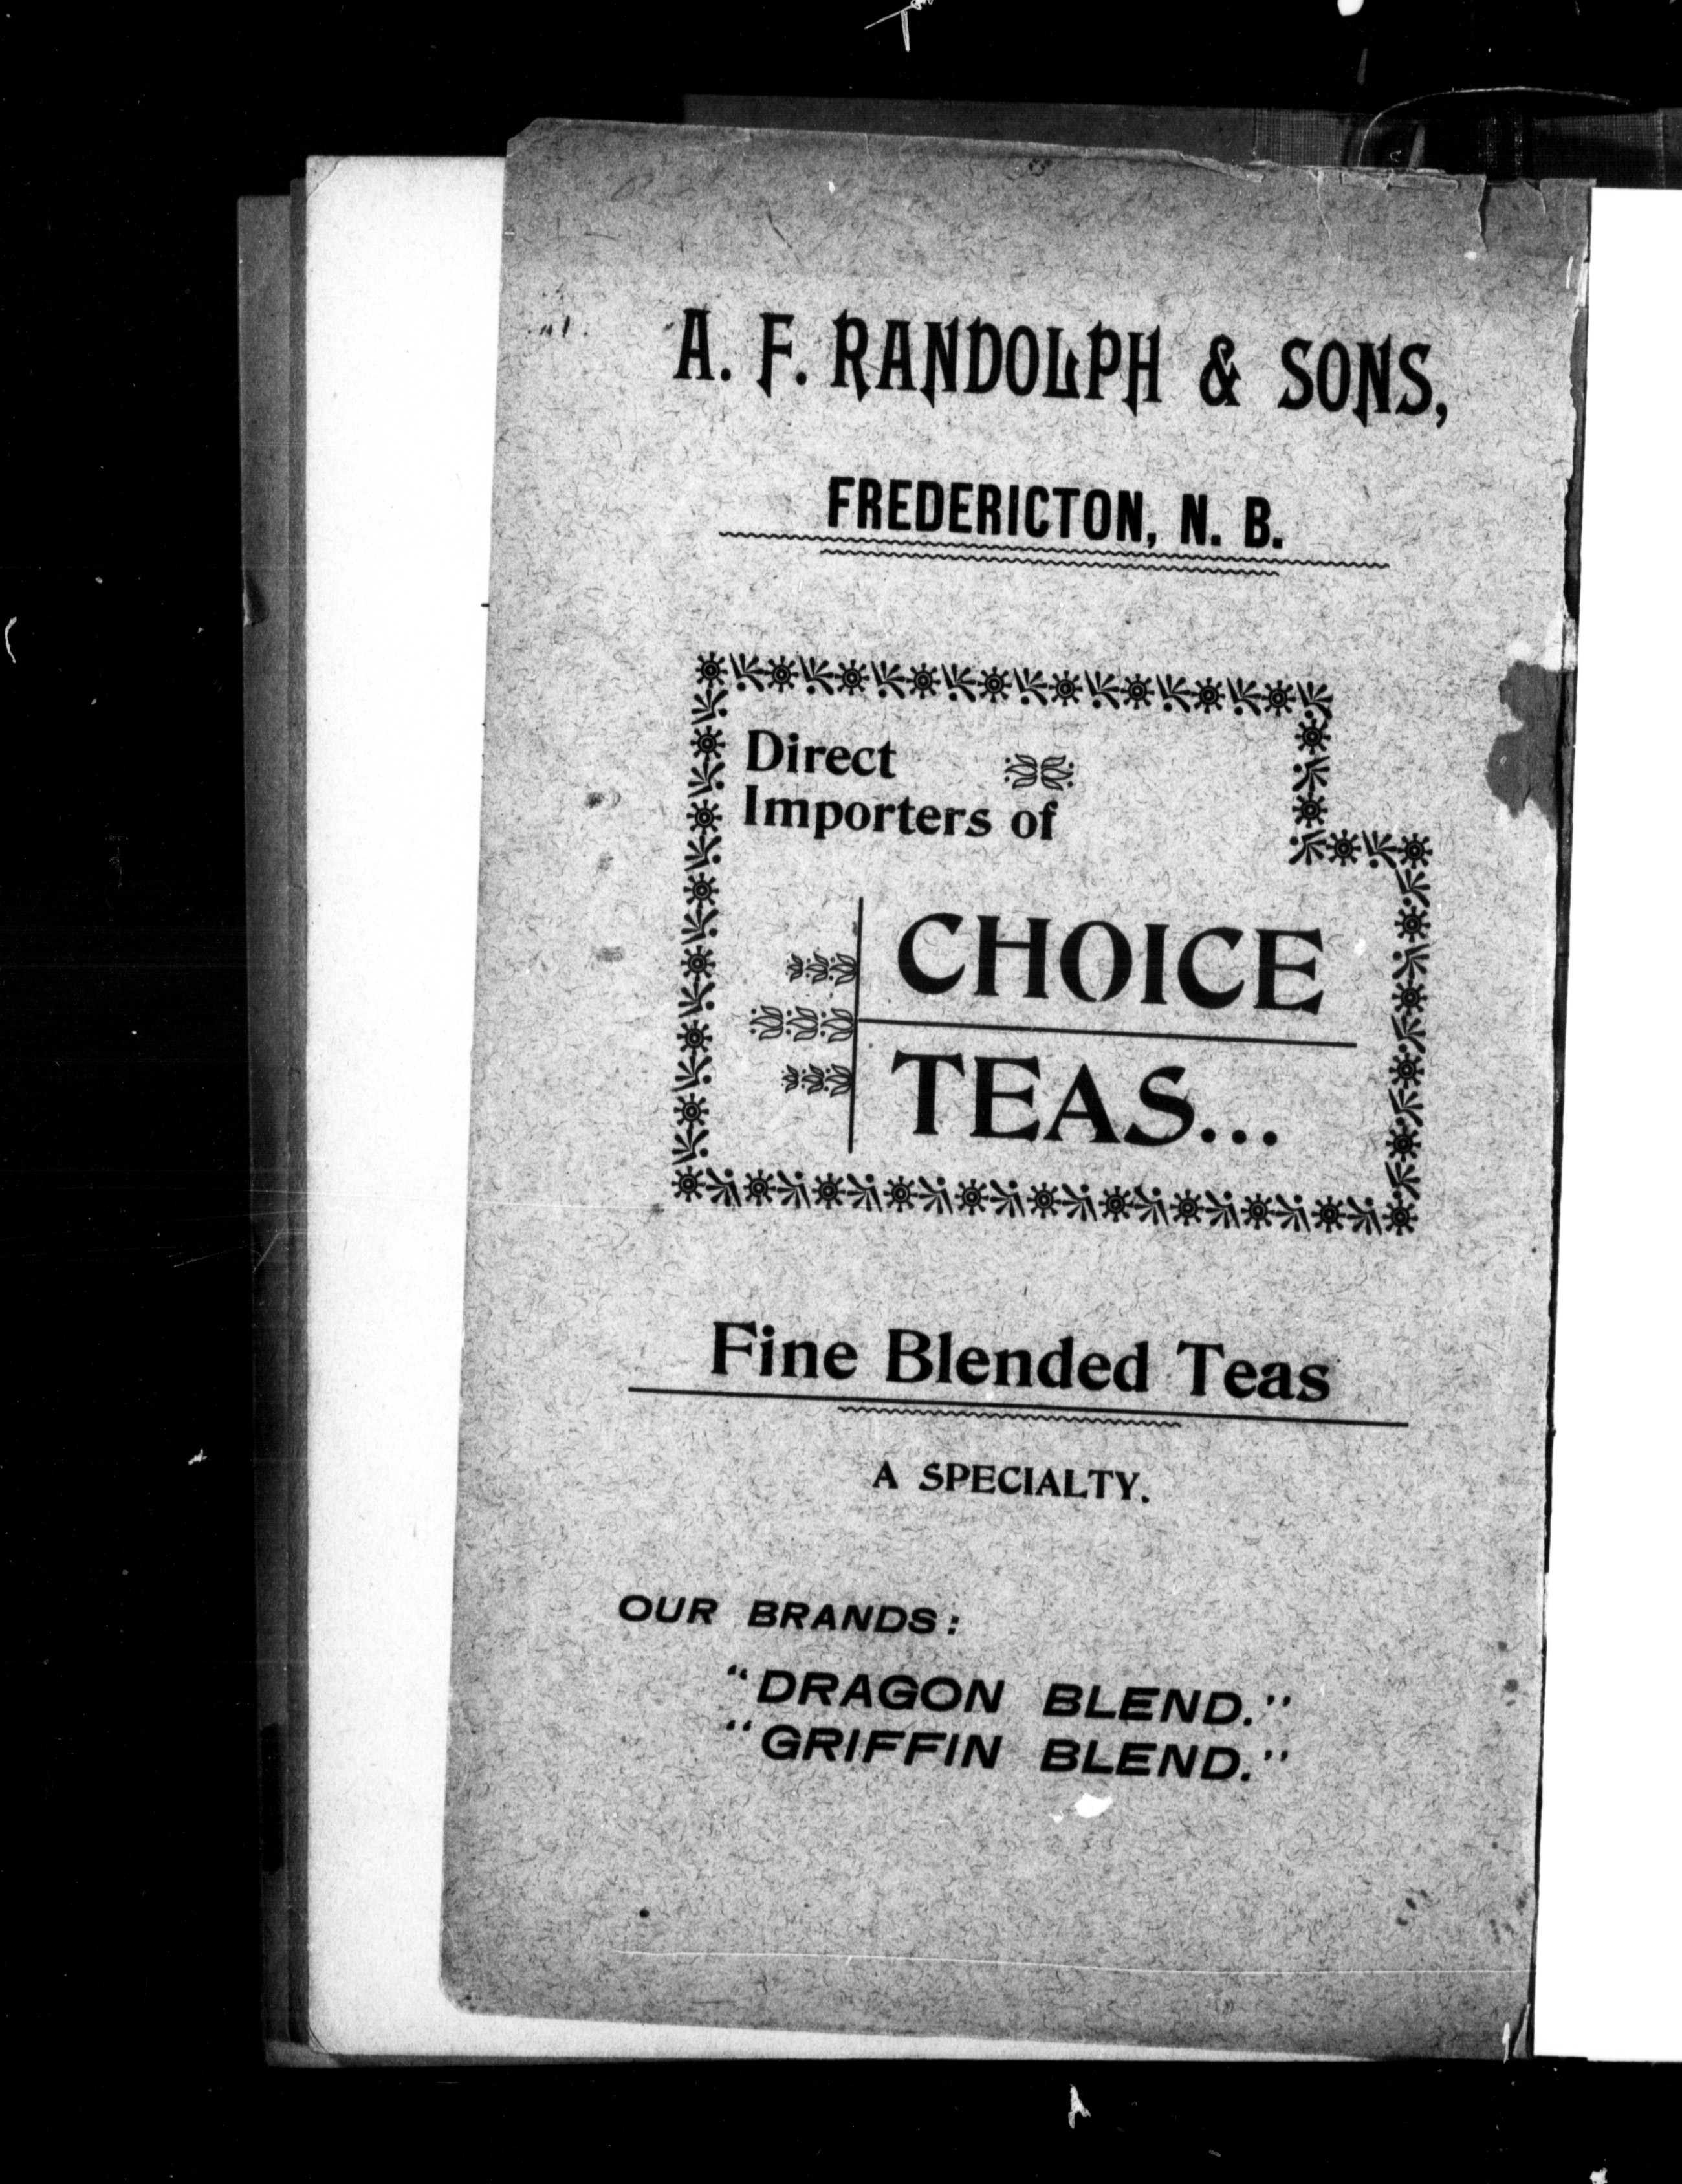 A. F. RANDOLPH & SONS,
FREDERICTON, N. B.
Direct
Importers of
CHOICE
TEAS...
Fine Blended Teas
A SPECIALTY.
OUR BRANDS:
"DRAGON BLEND."
"GRIFFIN BLEND."